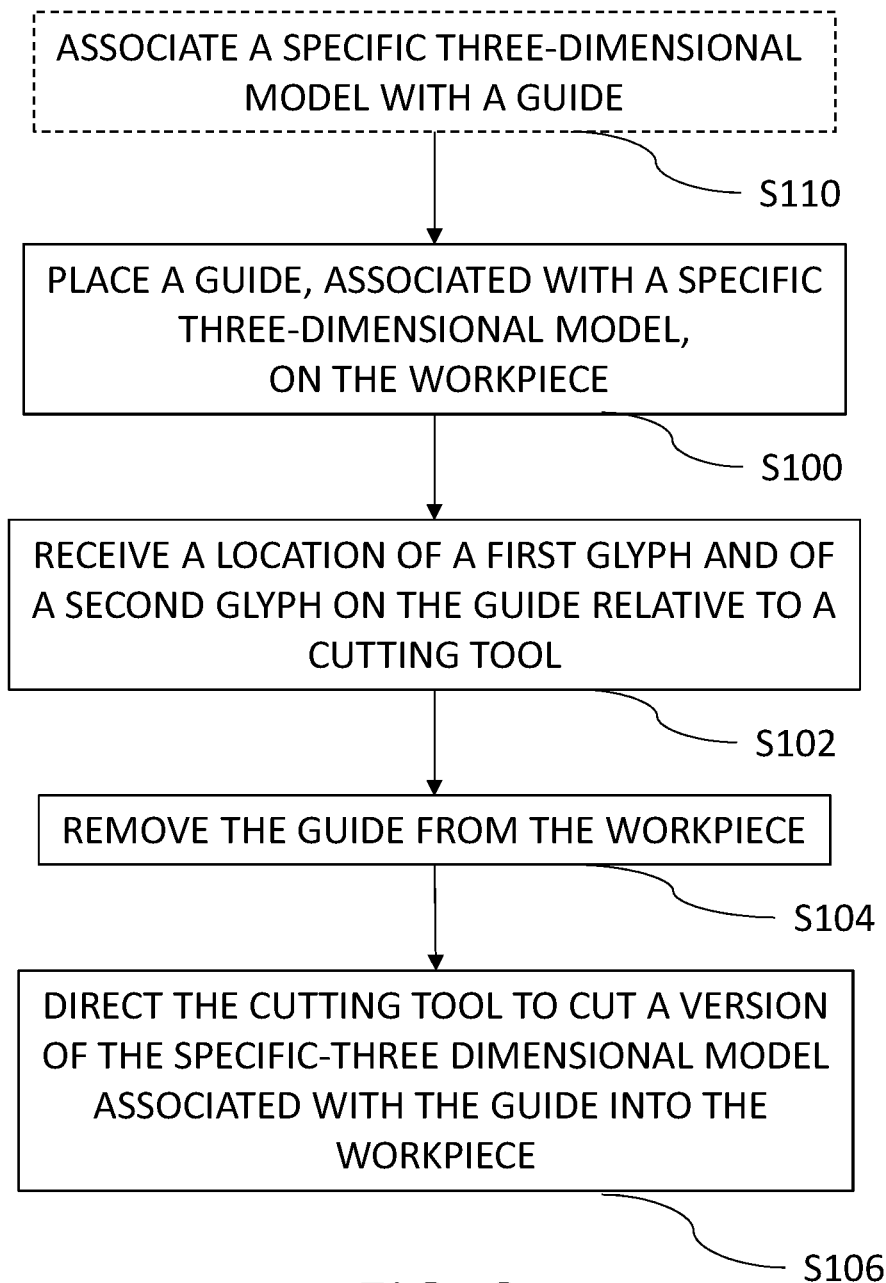 ASSOCIATE A SPECIFIC THREE-DIMENSIONAL
MODEL WITH A GUIDE
S110
PLACE A GUIDE, ASSOCIATED WITH A SPECIFIC
THREE-DIMENSIONAL MODEL,
ON THE WORKPIECE
S100
RECEIVE A LOCATION OF A FIRST GLYPH AND OF
A SECOND GLYPH ON THE GUIDE RELATIVE TO A
CUTTING TOOL
S102
REMOVE THE GUIDE FROM THE WORKPIECE
S104
DIRECT THE CUTTING TOOL TO CUT A VERSION
OF THE SPECIFIC-THREE DIMENSIONAL MODEL
ASSOCIATED WITH THE GUIDE INTO THE
WORKPIECE
S106